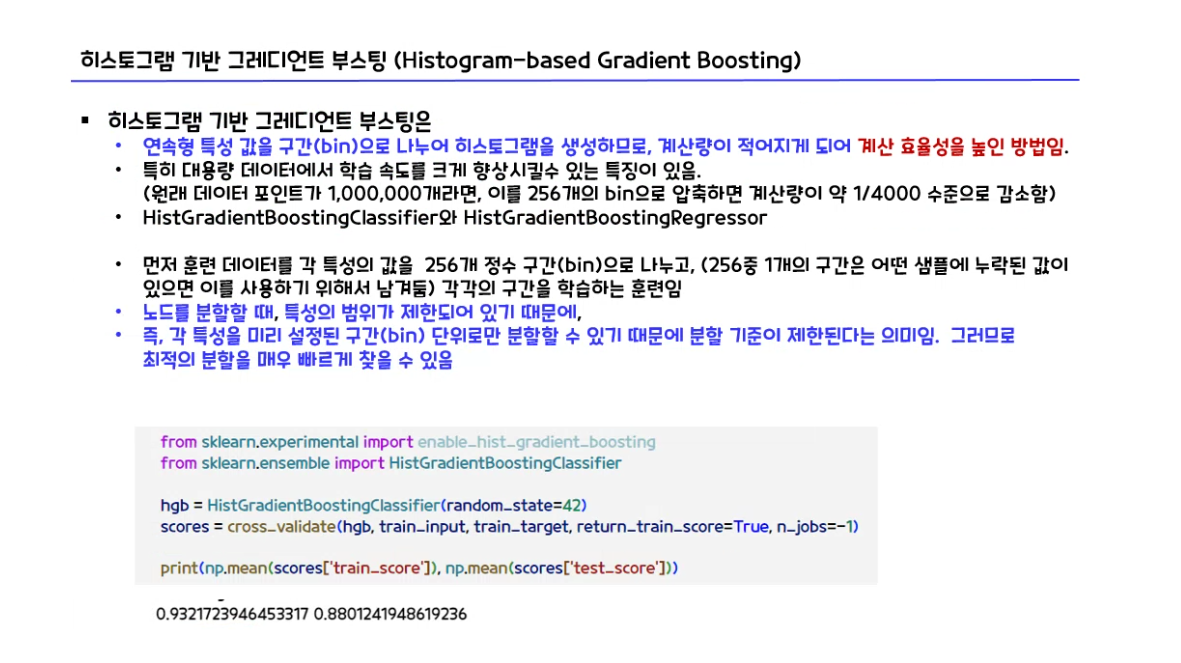 히스토그램 기반 그레디언트 부스팅 (Histogram-based Gradient Boosting)
▪ 히스토그램 기반 그레디언트 부스팅은
• 연속형 특성 값을 구간(bin)으로 나누어 히스토그램을 생성하므로, 계산량이 적어지게 되어 계산 효율성을 높인 방법임.
• 특히 대용량 데이터에서 학습 속도를 크게 향상시킬수 있는 특징이 있음.
(원래 데이터 포인트가 1,000,000개라면, 이를 256개의 bin으로 압축하면 계산량이 약 1/4000 수준으로 감소함)
• HistGradientBoostingClassifier와 HistGradientBoostingRegressor
• 먼저 훈련 데이터를 각 특성의 값을 256개 정수 구간(bin)으로 나누고, (256중 1개의 구간은 어떤 샘플에 누락된 값이
있으면 이를 사용하기 위해서 남겨둠) 각각의 구간을 학습하는 훈련임
• 노드를 분할할 때, 특성의 범위가 제한되어 있기 때문에,
• 즉, 각 특성을 미리 설정된 구간(bin) 단위로만 분할할 수 있기 때문에 분할 기준이 제한된다는 의미임. 그러므로
최적의 분할을 매우 빠르게 찾을 수 있음
from sklearn.experimental import enable_hist_gradient_boosting
from sklearn.ensemble import HistGradientBoostingClassifier
hgb = HistGradientBoostingClassifier(random_state=42)
scores = cross_validate(hgb, train_input, train_target, return_train_score=True, n_jobs=-1)
print(np.mean(scores['train_score']), np.mean(scores['test_score']))
0.9321723946453317 0.8801241948619236